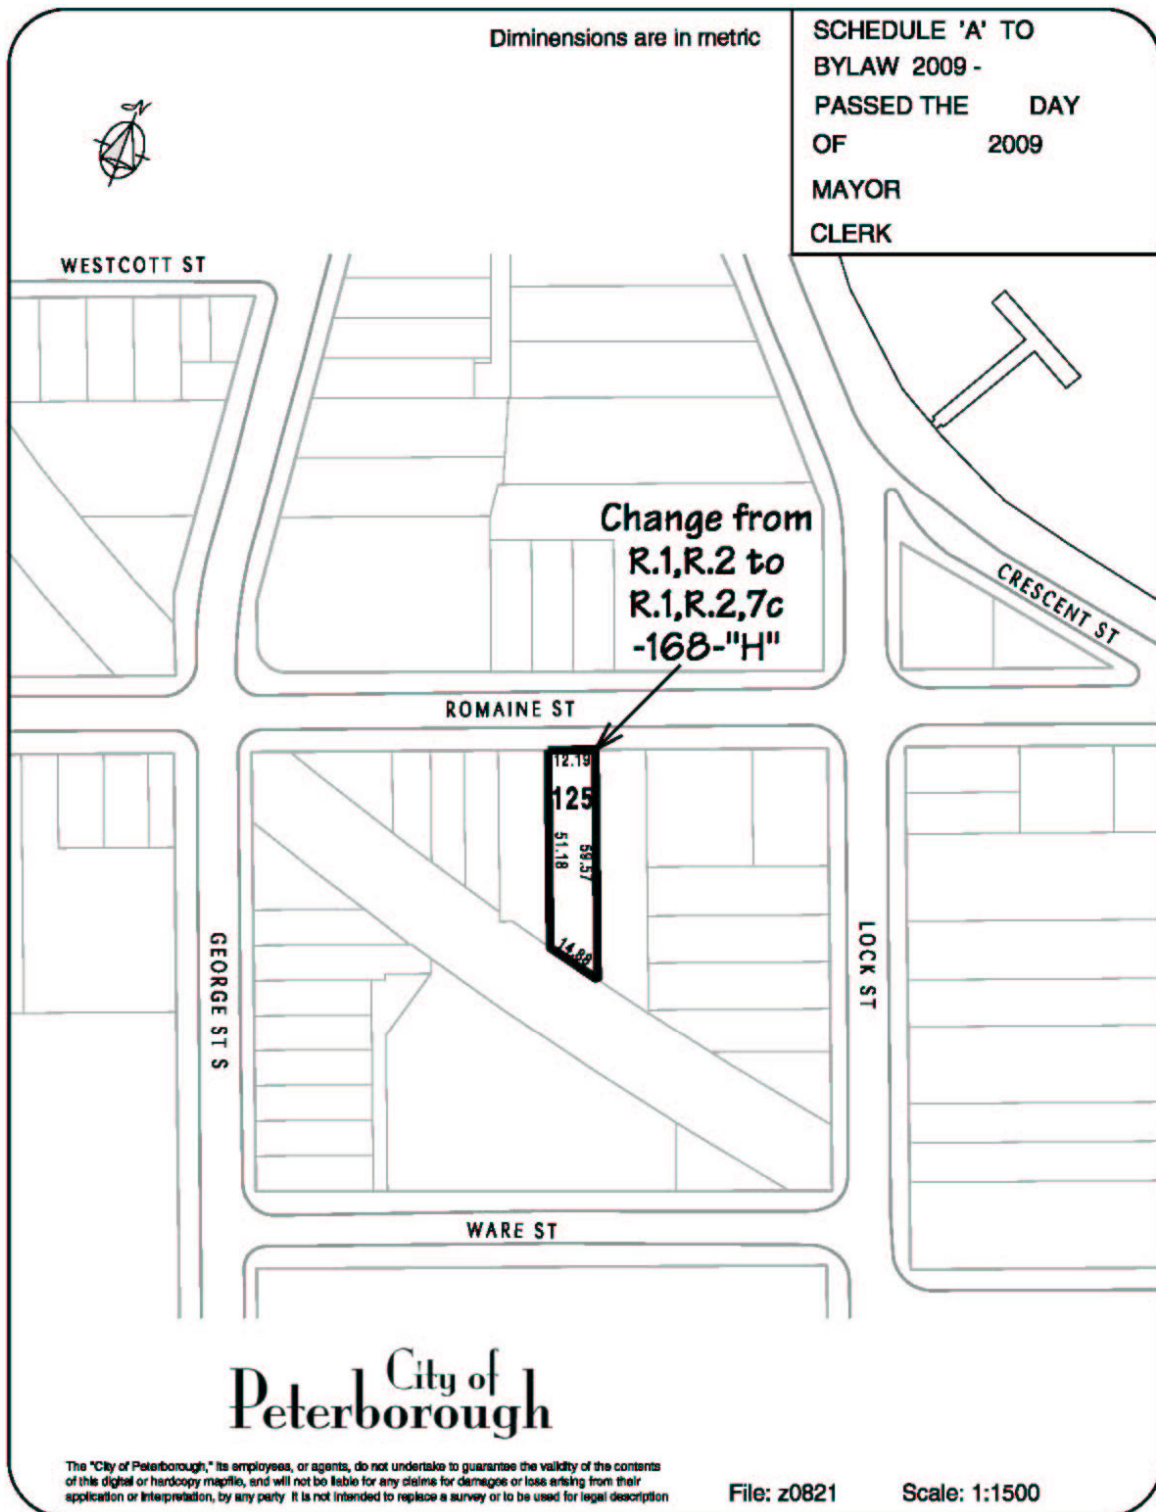 Diminensions are in metric
SCHEDULE 'A' TO
BYLAW 2009 -
PASSED THE DAY
OF 2009
MAYOR
CLERK
N
WESTCOTT ST
Change from
R.1,R.2 to
R.1,R.2,7c
-168-"H"
CRESCENT ST
ROMAINE ST
12.19
125
51.18
59.57
14.88
GEORGE ST S
LOCK ST
WARE ST
City of
Peterborough
The "City of Peterborough," its employees, or agents, do not undertake to guarantee the validity of the contents
of this digital or hardcopy mapfile, and will not be liable for any claims for damages or loss arising from their
application or interpretation, by any party It is not intended to replace a survey or to be used for legal description
File: z0821
Scale: 1:1500